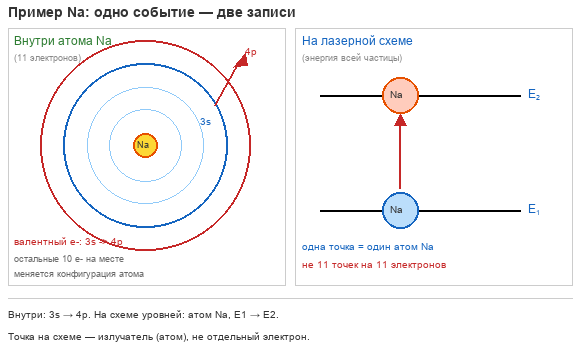 Пример Na: одно событие — две записи
Внутри атома Na
(11 электронов)
4p
3s
Na
валентный e-: 3s → 4p
остальные 10 e- на месте
меняется конфигурация атома
На лазерной схеме
(энергия всей частицы)
Na
E₂
Na
E₁
одна точка = один атом Na
не 11 точек на 11 электронов
Внутри: 3s → 4p. На схеме уровней: атом Na, E1 → E2.
Точка на схеме — излучатель (атом), не отдельный электрон.